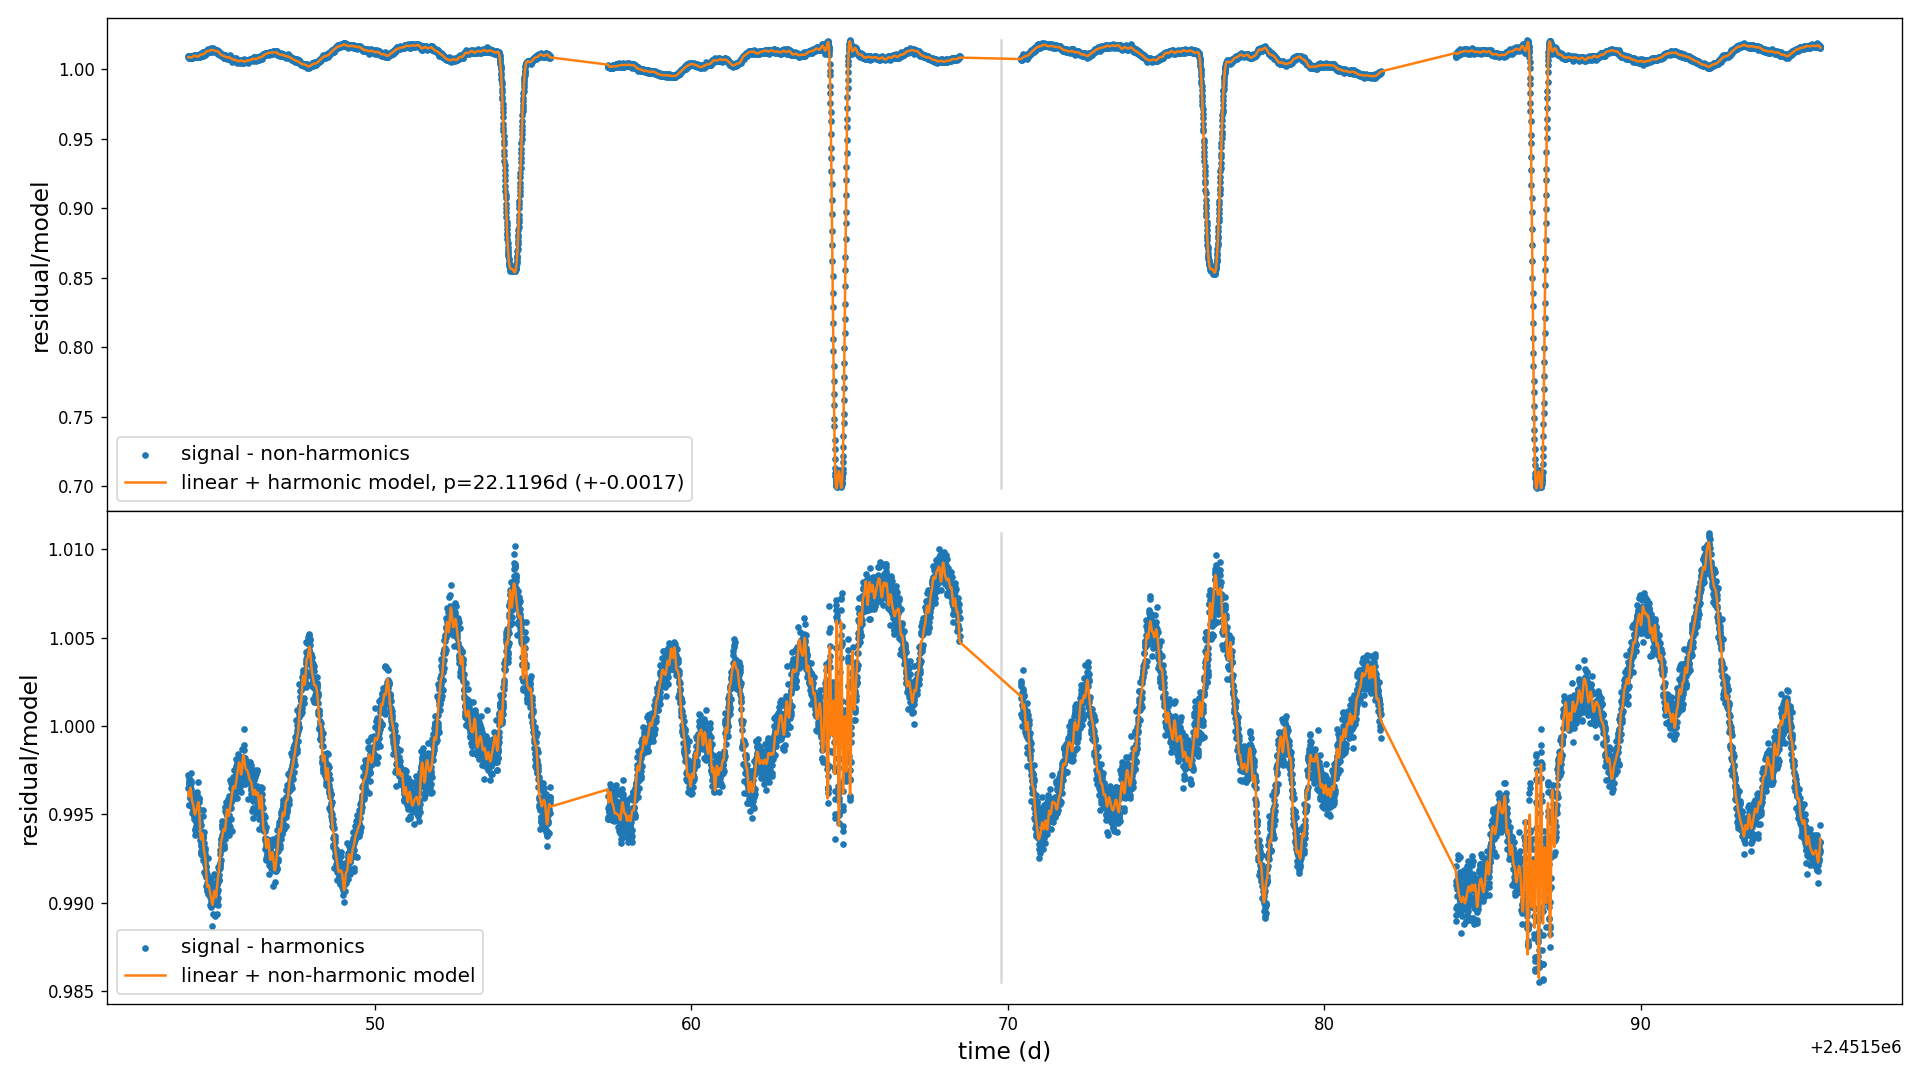 1.00
0.95
0.90
0.85
0.80
0.75
0.70
residual/model
signal - non-harmonics
linear + harmonic model, p=22.1196d (+-0.0017)
1.010
1.005
1.000
0.995
0.990
0.985
residual/model
signal - harmonics
linear + non-harmonic model
50 60 70 80 90
time (d)
+2.4515e6